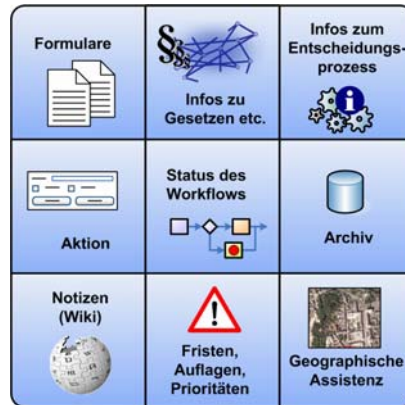 Formulare
§§§§
Infos zu
Gesetzen etc.
Infos zum
Entscheidungs-
prozess
i
Aktion
Status des
Workflows
Archiv
Notizen
(Wiki)
!
Fristen,
Auflagen,
Prioritäten
Geographische
Assistenz